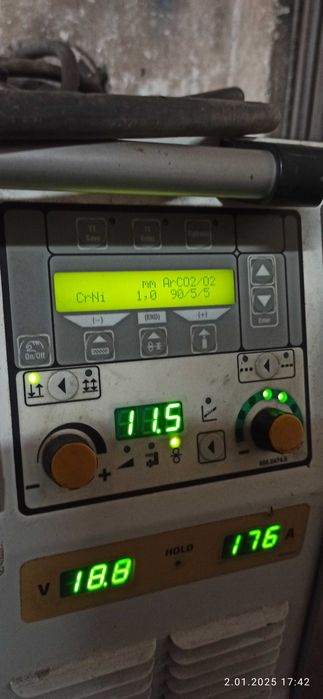 mm ArCO2/O2
CrNi 1,0 90/5/5
(--) (END) (+)
On/Off
Enter
11.5
- +
-
HOLD
V 18.8 176 A
2.01.2025 17:42